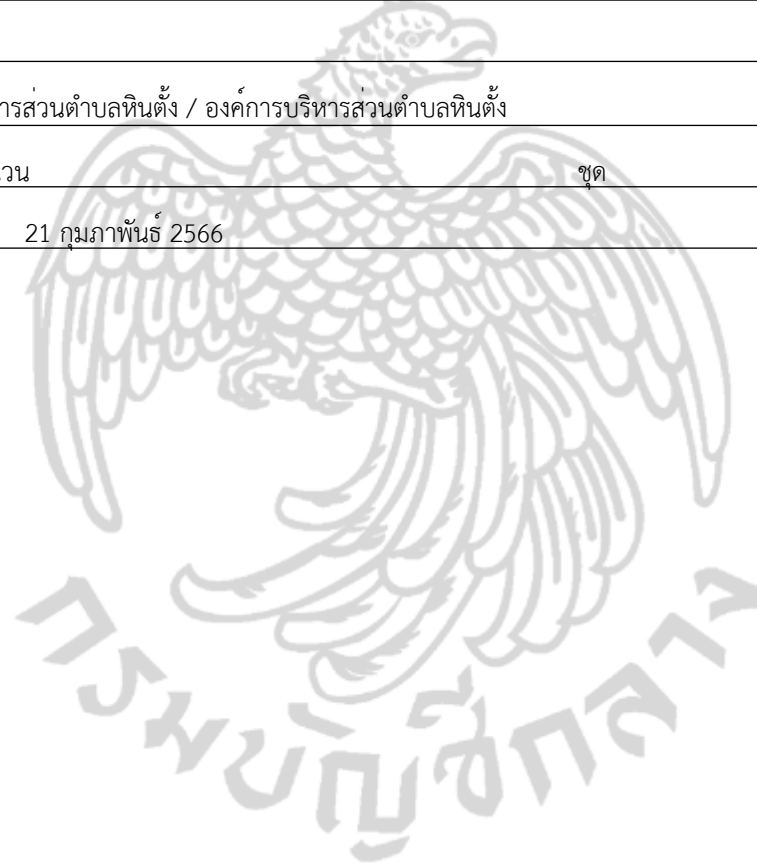 ารส่วนตำบลหินตั้ง / องค์การบริหารส่วนตำบลหินตั้ง
วน ชุด
21 กุมภาพันธ์ 2566
กรมบัญชีกลาง